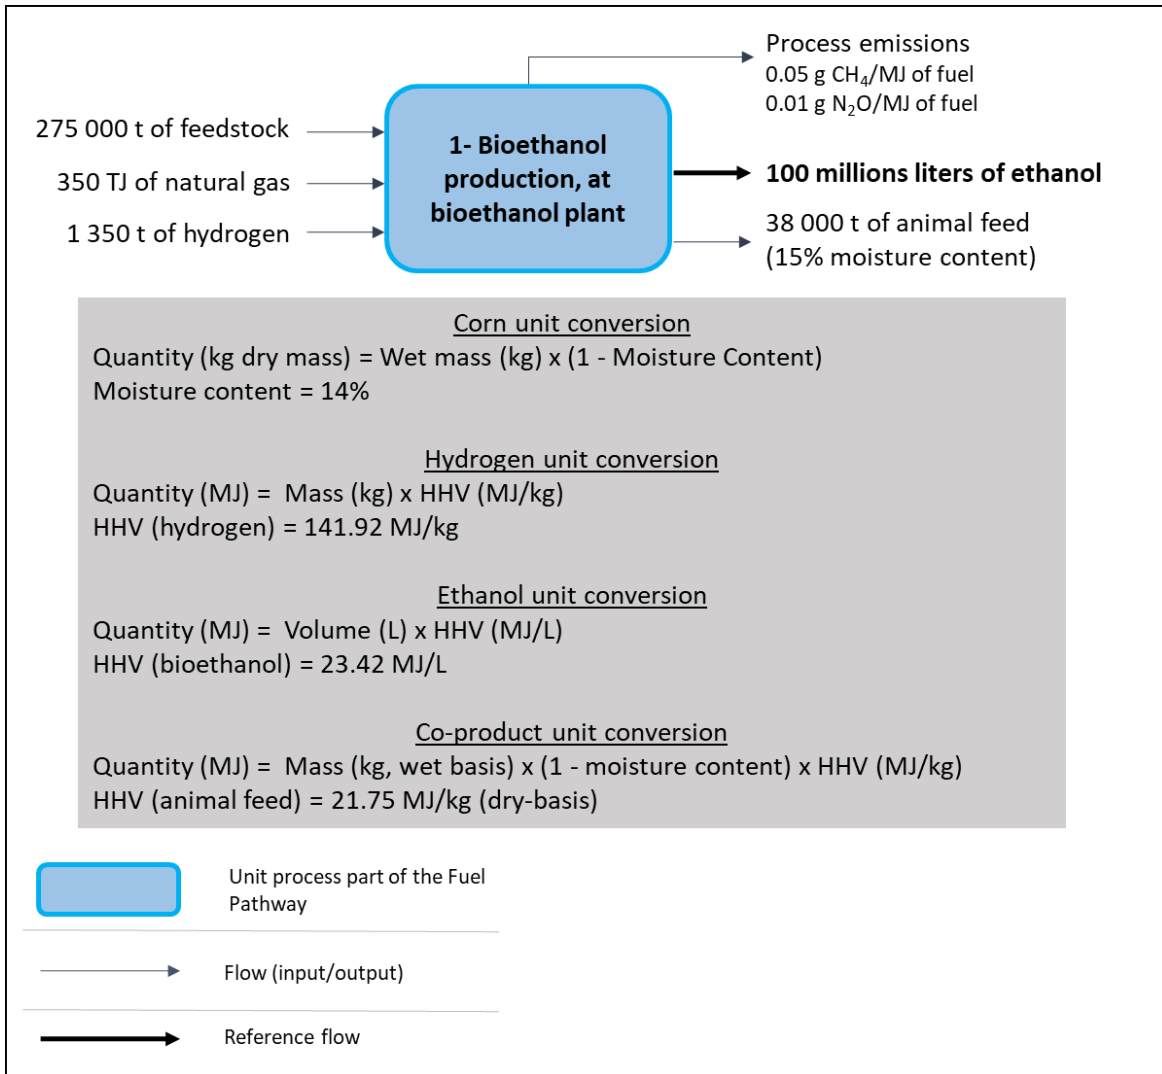 Process emissions
0.05 g CH₄/MJ of fuel
0.01 g N₂O/MJ of fuel
275 000 t of feedstock
350 TJ of natural gas
1 350 t of hydrogen
1- Bioethanol
production, at
bioethanol plant
100 millions liters of ethanol
38 000 t of animal feed
(15% moisture content)
Corn unit conversion
Quantity (kg dry mass) = Wet mass (kg) x (1 - Moisture Content)
Moisture content = 14%
Hydrogen unit conversion
Quantity (MJ) = Mass (kg) x HHV (MJ/kg)
HHV (hydrogen) = 141.92 MJ/kg
Ethanol unit conversion
Quantity (MJ) = Volume (L) x HHV (MJ/L)
HHV (bioethanol) = 23.42 MJ/L
Co-product unit conversion
Quantity (MJ) = Mass (kg, wet basis) x (1 - moisture content) x HHV (MJ/kg)
HHV (animal feed) = 21.75 MJ/kg (dry-basis)
Unit process part of the Fuel
Pathway
Flow (input/output)
Reference flow